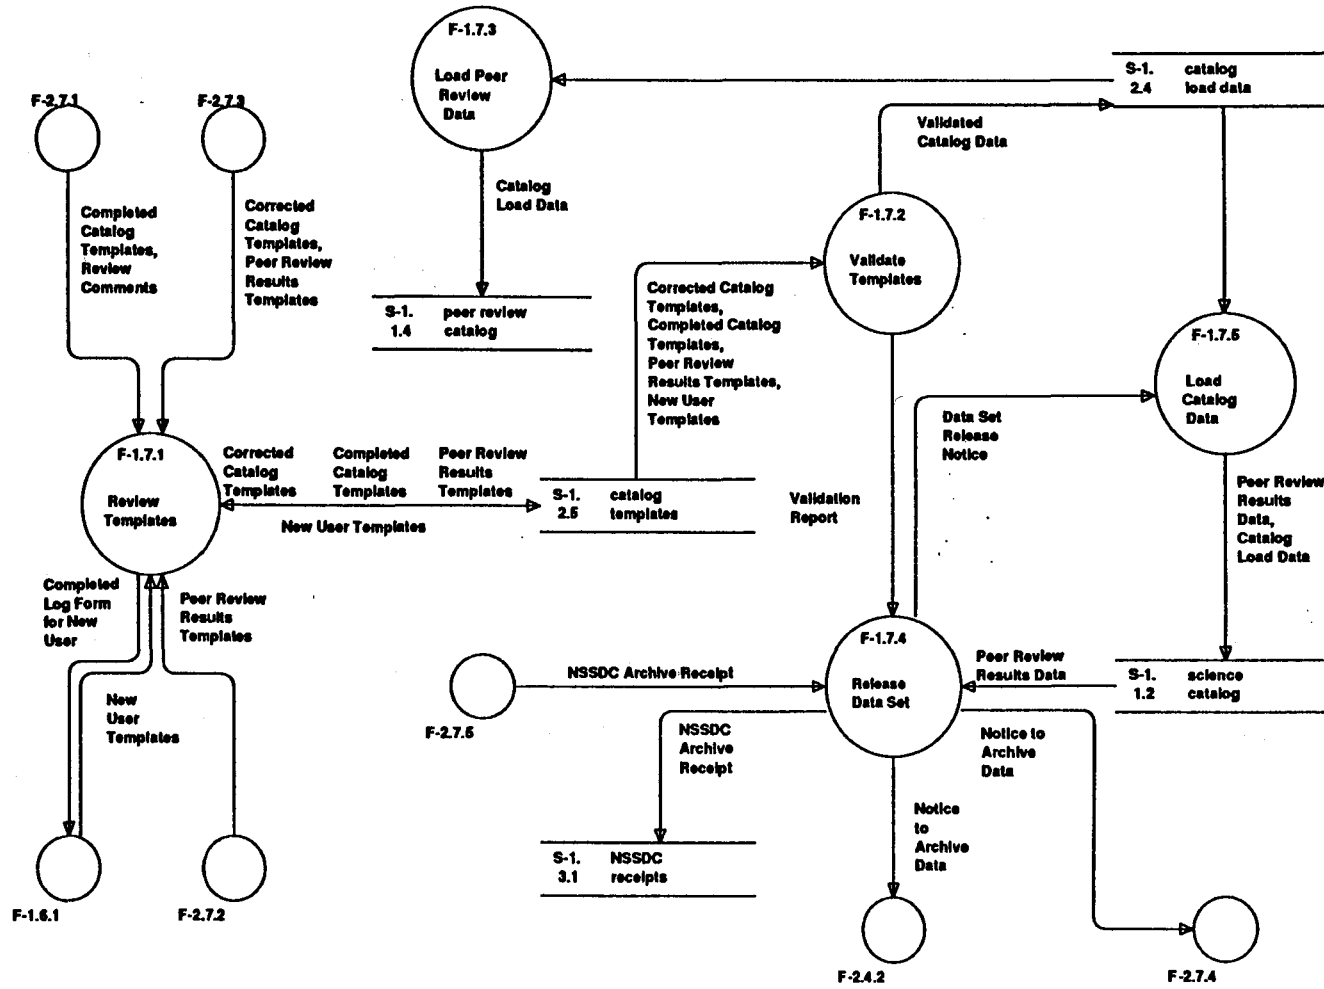 F-1.7.3
Load Peer
Review
Data
S-1. catalog
2.4 load data
F-2.7.1
F-2.7.3
Validated
Catalog Data
Catalog
Load Data
F-1.7.2
Validate
Templates
Completed
Catalog
Templates,
Review
Comments
Corrected
Catalog
Templates,
Peer Review
Results
Templates
S-1. peer review
1.4 catalog
Corrected Catalog
Templates,
Completed Catalog
Templates,
Peer Review
Results Templates,
New User
Templates
F-1.7.5
Load
Catalog
Data
Data Set
Release
Notice
F-1.7.1
Review
Templates
Corrected
Catalog
Templates
Completed
Catalog
Templates
Peer Review
Results
Templates
New User Templates
S-1. catalog
2.5 templates
Validation
Report
Peer Review
Results
Data,
Catalog
Load Data
Completed
Log Form
for New
User
Peer Review
Results
Templates
New
User
Templates
F-1.7.4
Release
Data Set
NSSDC Archive Receipt
F-2.7.5
Peer Review
Results Data
S-1. science
1.2 catalog
NSSDC
Archive
Receipt
Notice to
Archive
Data
Notice
to
Archive
Data
S-1. NSSDC
3.1 receipts
F-1.6.1
F-2.7.2
F-2.4.2
F-2.7.4